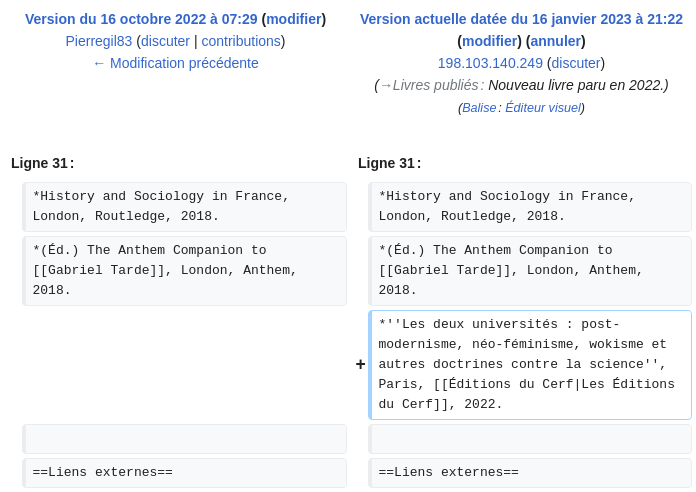 Version du 16 octobre 2022 à 07:29 (modifier)
Pierregil83 (discuter | contributions)
← Modification précédente
Version actuelle datée du 16 janvier 2023 à 21:22
(modifier) (annuler)
198.103.140.249 (discuter)
(→Livres publiés : Nouveau livre paru en 2022.)
(Balise : Éditeur visuel)
Ligne 31 :
Ligne 31 :
*History and Sociology in France,
London, Routledge, 2018.
*History and Sociology in France,
London, Routledge, 2018.
*(Éd.) The Anthem Companion to
[[Gabriel Tarde]], London, Anthem,
2018.
*(Éd.) The Anthem Companion to
[[Gabriel Tarde]], London, Anthem,
2018.
+
*''Les deux universités : post-
modernisme, néo-féminisme, wokisme et
autres doctrines contre la science'',
Paris, [[Éditions du Cerf|Les Éditions
du Cerf]], 2022.
==Liens externes==
==Liens externes==